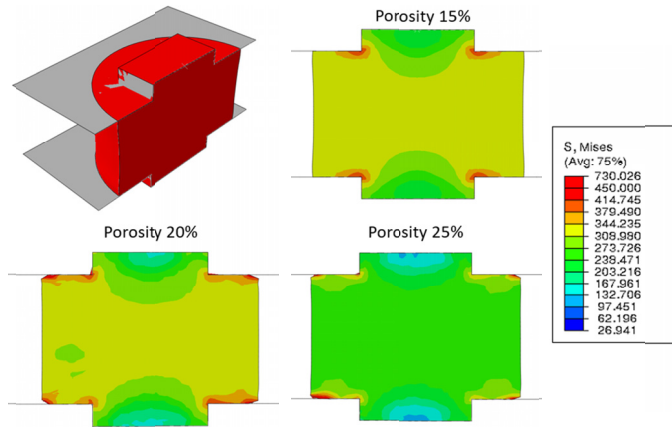 Porosity 15%
S, Mises
(Avg: 75%)
730.026
450.000
414.745
379.490
344.235
308.980
273.726
238.471
203.216
167.961
132.706
97.451
62.196
26.941
Porosity 20%
Porosity 25%